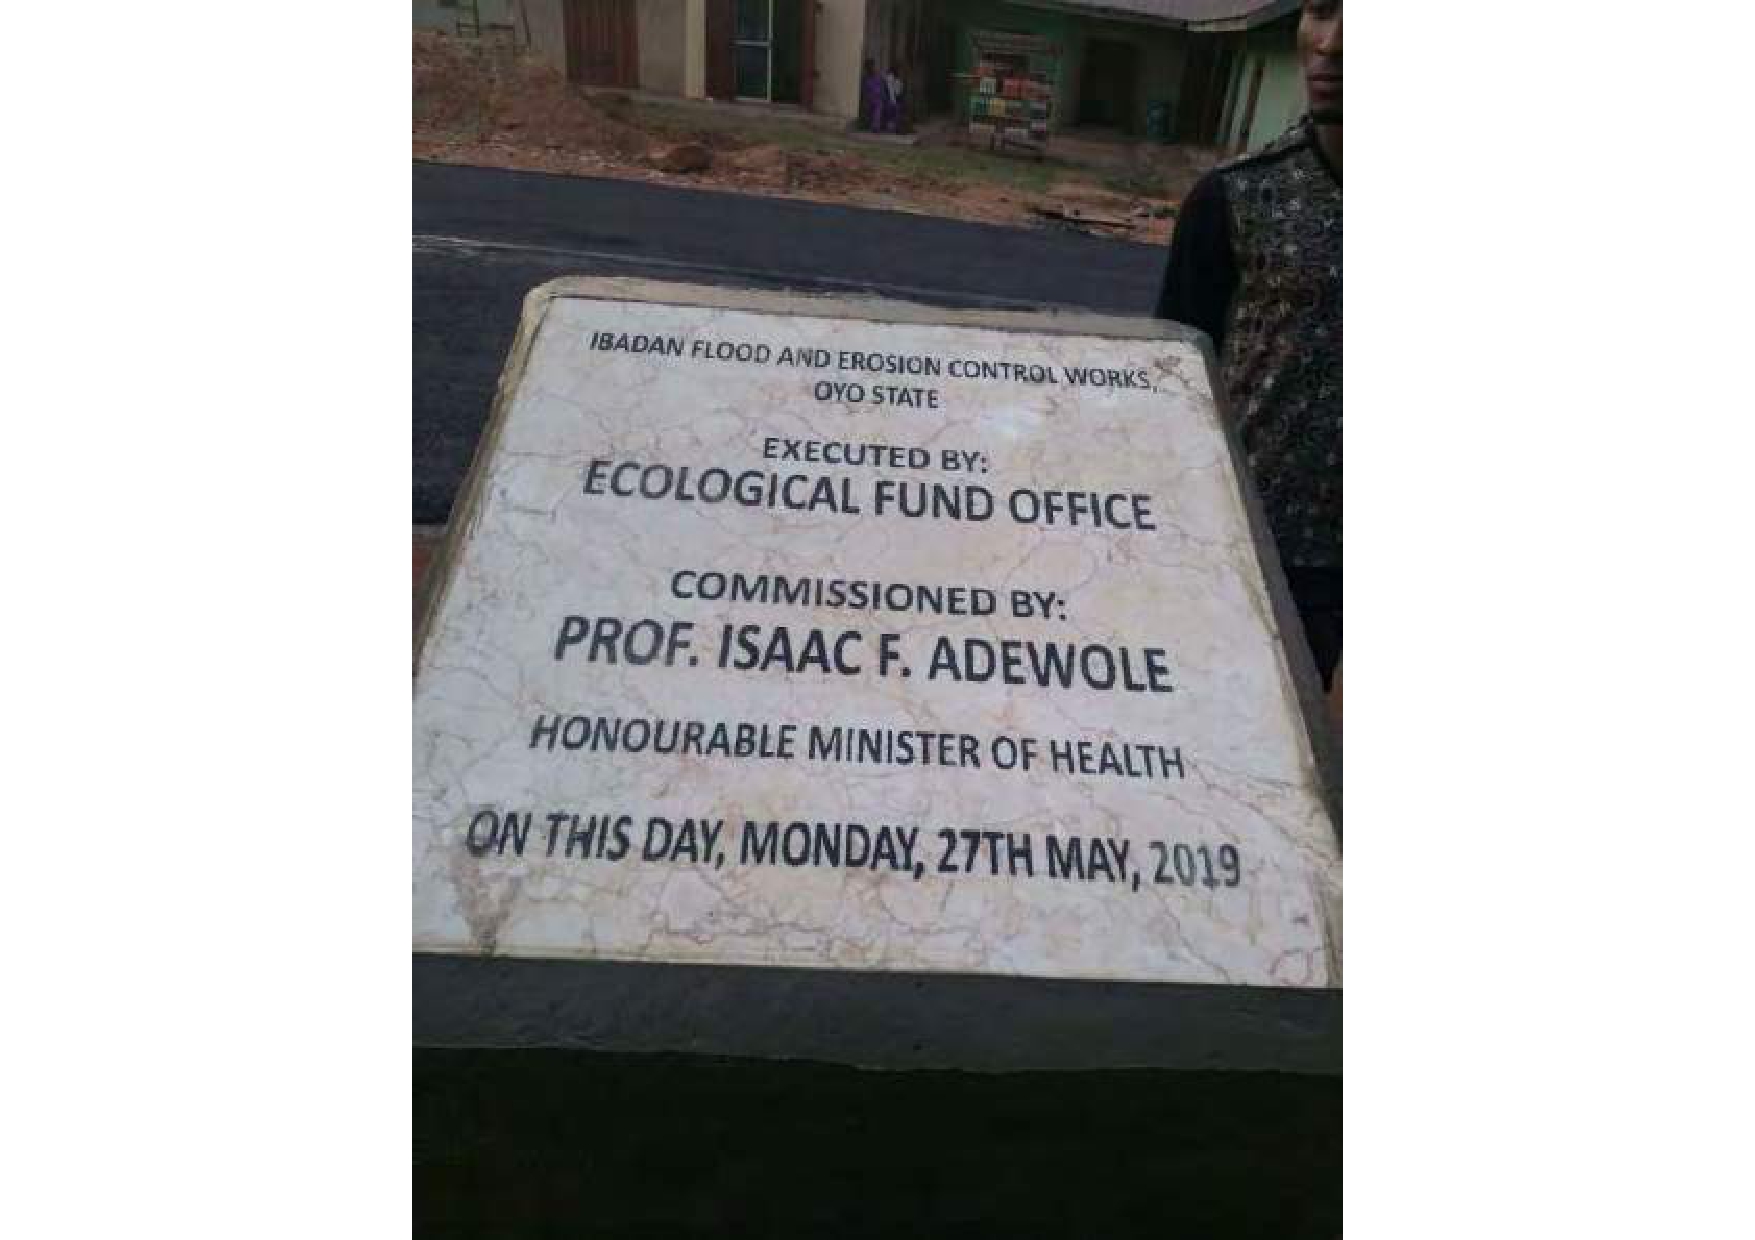 IBADAN FLOOD AND EROSION CONTROL WORKS,
OYO STATE
EXECUTED BY:
ECOLOGICAL FUND OFFICE
COMMISSIONED BY:
PROF. ISAAC F. ADEWOLE
HONOURABLE MINISTER OF HEALTH
ON THIS DAY, MONDAY, 27TH MAY, 2019